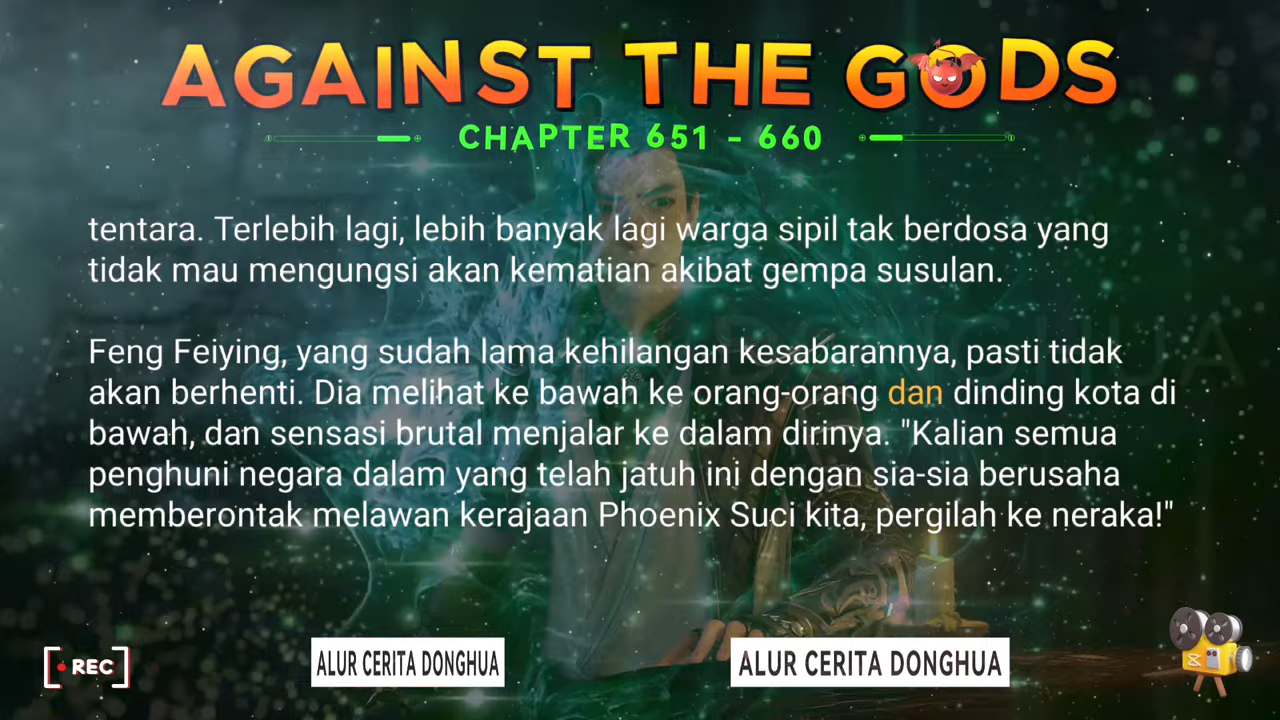 AGAINST THE GODS
CHAPTER 651 - 660
tentara. Terlebih lagi, lebih banyak lagi warga sipil tak berdosa yang
tidak mau mengungsi akan kematian akibat gempa susulan.
Feng Feiying, yang sudah lama kehilangan kesabarannya, pasti tidak
akan berhenti. Dia melihat ke bawah ke orang-orang dan dinding kota di
bawah, dan sensasi brutal menjalar ke dalam dirinya. "Kalian semua
penghuni negara dalam yang telah jatuh ini dengan sia-sia berusaha
memberontak melawan kerajaan Phoenix Suci kita, pergilah ke neraka!"
REC
ALUR CERITA DONGHUA
ALUR CERITA DONGHUA